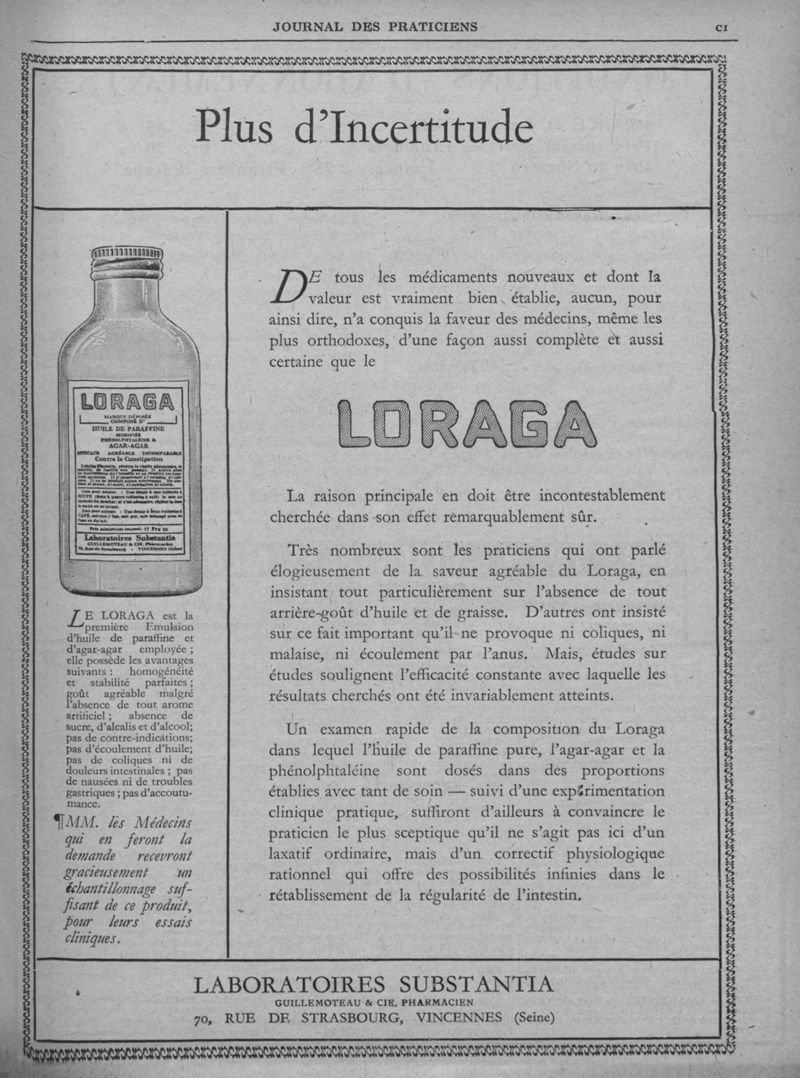 JOURNAL DES PRATICIENS
CI
Plus d'Incertitude
LORAGA
MARQUE DÉPOSÉE
COMPOSÉ D'
HUILE DE PARAFFINE
MODIFIÉE
PHÉNOLPHTALÉINE &
AGAR-AGAR
EFFICACE AGRÉABLE INCOMPARABLE
Contre la Constipation
Laboratoires Substantia
GUILLEMOTEAU & CIE. Pharmacien
LE LORAGA est la
première Emulsion
d'huile de paraffine et
d'agar-agar employée ;
elle possède les avantages
suivants : homogénéité
et stabilité parfaites ;
goût agréable malgré
l'absence de tout arome
artificiel ; absence de
sucre, d'alcalis et d'alcool ;
pas de contre-indications ;
pas d'écoulement d'huile ;
pas de coliques ni de
douleurs intestinales ; pas
de nausées ni de troubles
gastriques ; pas d'accoutu-
mance.
¶MM. les Médecins
qui en feront la
demande recevront
gracieusement un
échantillonnage suf-
fisant de ce produit,
pour leurs essais
cliniques.
DE tous les médicaments nouveaux et dont la
valeur est vraiment bien établie, aucun, pour
ainsi dire, n'a conquis la faveur des médecins, même les
plus orthodoxes, d'une façon aussi complète et aussi
certaine que le
LORAGA
La raison principale en doit être incontestablement
cherchée dans son effet remarquablement sûr.
Très nombreux sont les praticiens qui ont parlé
élogieusement de la saveur agréable du Loraga, en
insistant tout particulièrement sur l'absence de tout
arrière-goût d'huile et de graisse. D'autres ont insisté
sur ce fait important qu'il ne provoque ni coliques, ni
malaise, ni écoulement par l'anus. Mais, études sur
études soulignent l'efficacité constante avec laquelle les
résultats cherchés ont été invariablement atteints.
Un examen rapide de la composition du Loraga
dans lequel l'huile de paraffine pure, l'agar-agar et la
phénolphtaléine sont dosés dans des proportions
établies avec tant de soin — suivi d'une expérimentation
clinique pratique, suffiront d'ailleurs à convaincre le
praticien le plus sceptique qu'il ne s'agit pas ici d'un
laxatif ordinaire, mais d'un correctif physiologique
rationnel qui offre des possibilités infinies dans le
rétablissement de la régularité de l'intestin.
LABORATOIRES SUBSTANTIA
GUILLEMOTEAU & CIE. PHARMACIEN
70, RUE DE STRASBOURG, VINCENNES (Seine)